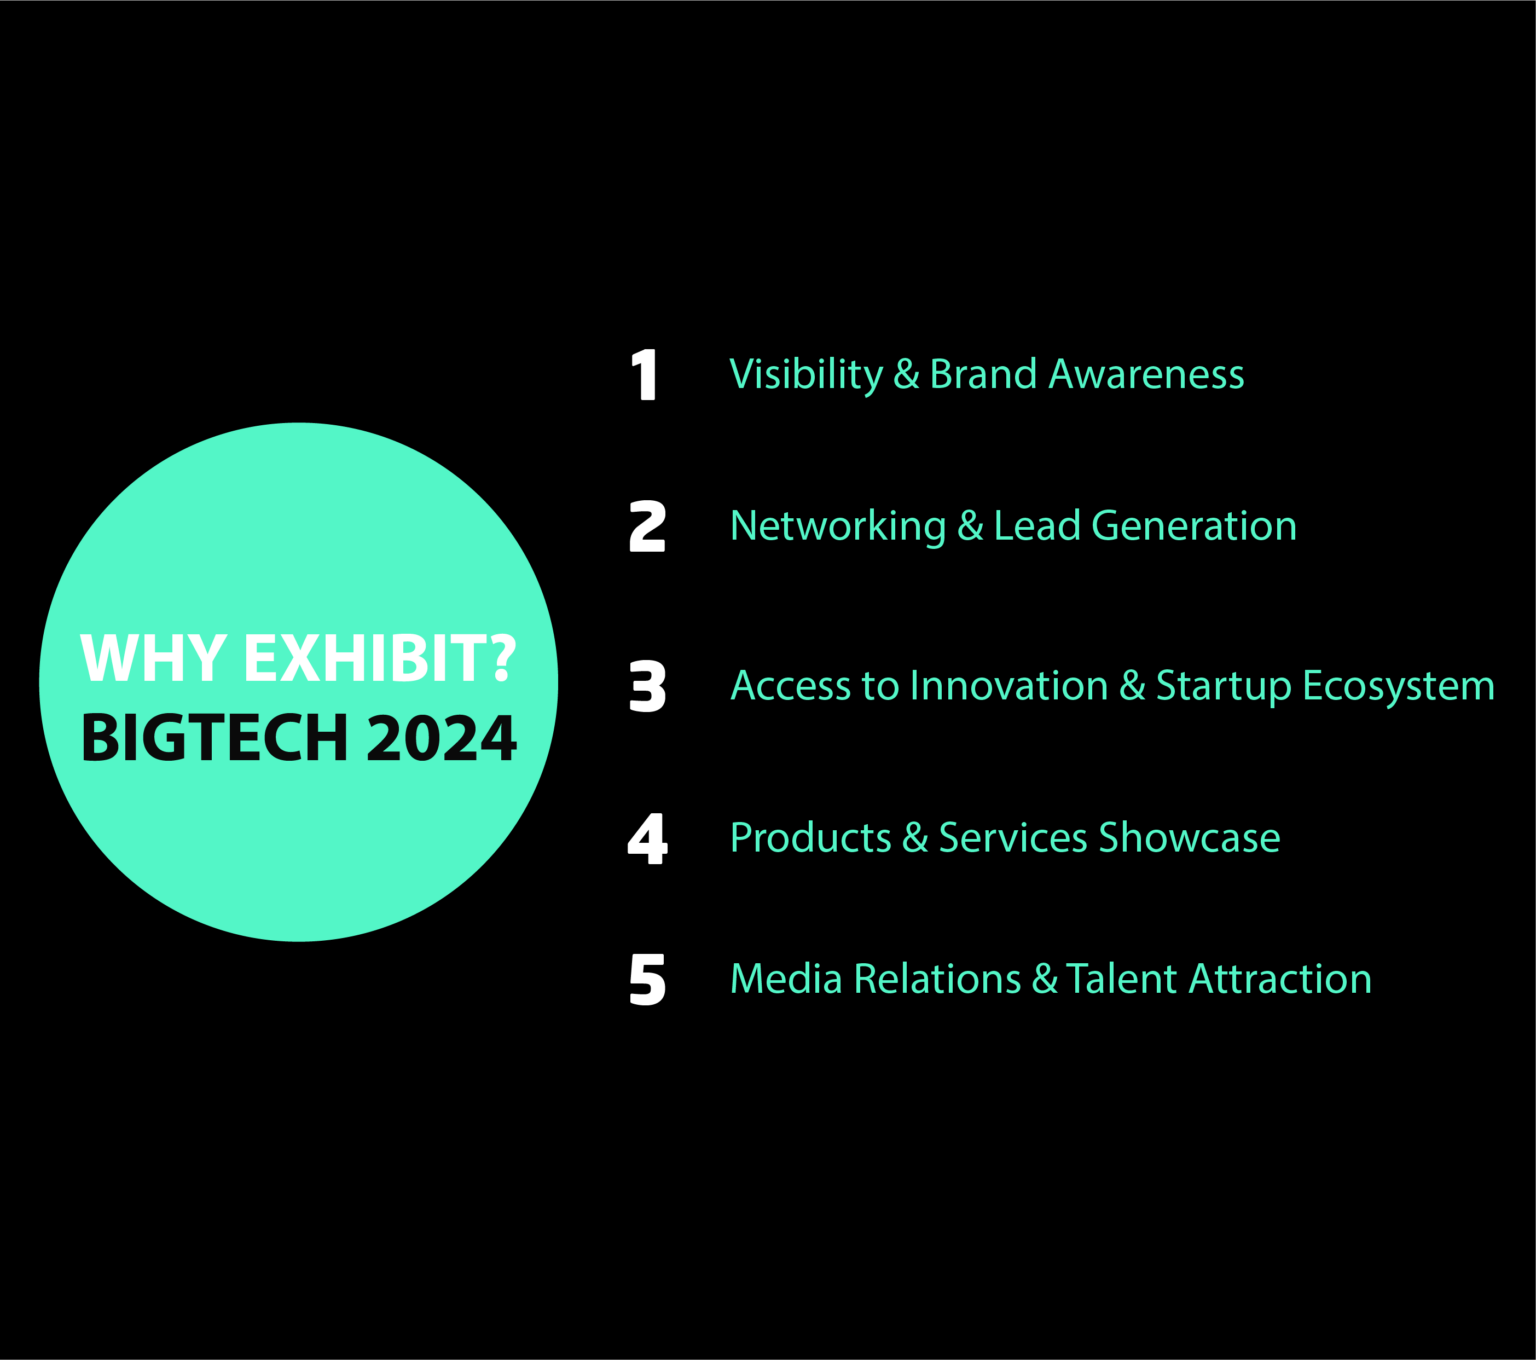 WHY EXHIBIT?
BIGTECH 2024
1 Visibility & Brand Awareness
2 Networking & Lead Generation
3 Access to Innovation & Startup Ecosystem
4 Products & Services Showcase
5 Media Relations & Talent Attraction